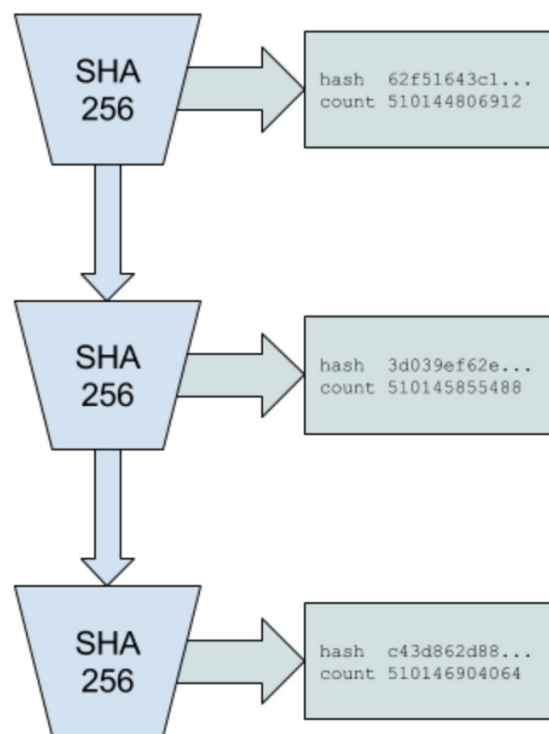 SHA
256
hash 62f51643c1...
count 510144806912
SHA
256
hash 3d039ef62e...
count 510145855488
SHA
256
hash c43d862d88...
count 510146904064